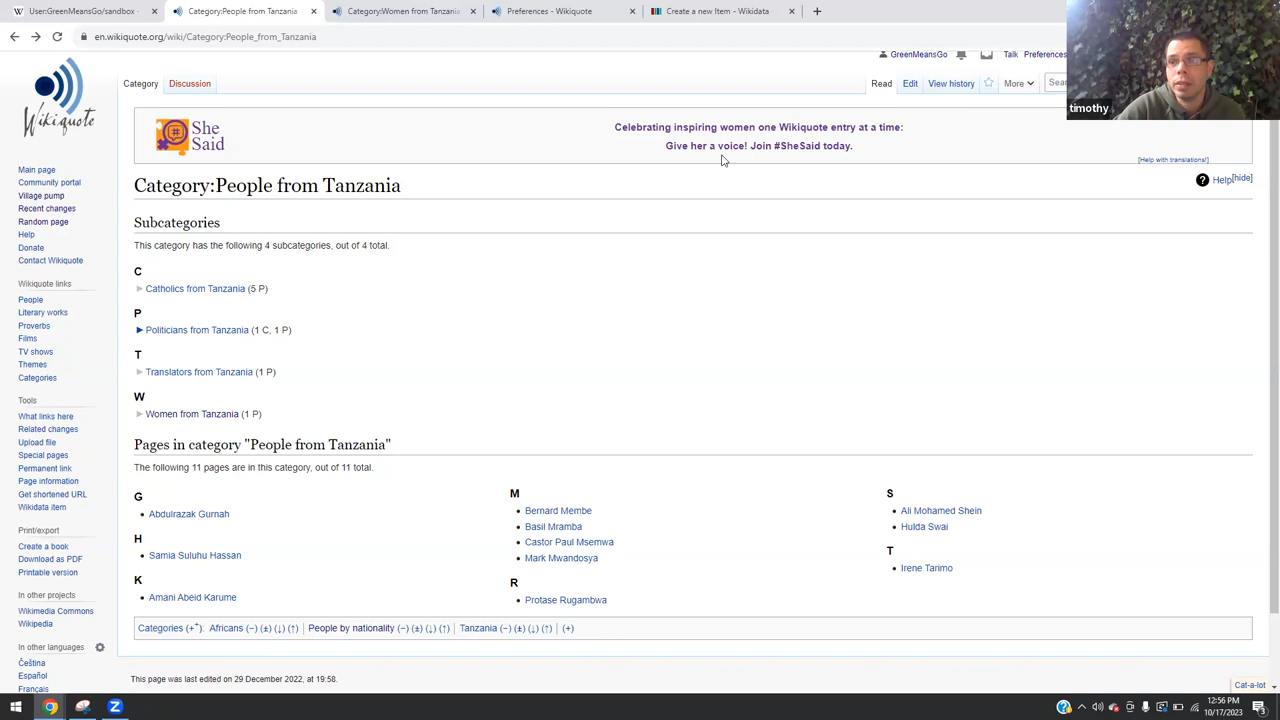 User:GreenMeansGo/sandbox -
Category:People from Tanzania
Category:Women from Tanzania
Preferences - Wikiquote
Create a new Item - Wikidata
en.wikiquote.org/wiki/Category:People_from_Tanzania
GreenMeansGo
Talk
Preferences
Category
Discussion
Read
Edit
View history
More
Sea
timothy
Wikiquote
She
Said
Celebrating inspiring women one Wikiquote entry at a time:
Give her a voice! Join #SheSaid today.
[Help with translations!]
Category:People from Tanzania
Help[hide]
Main page
Community portal
Village pump
Recent changes
Random page
Help
Donate
Contact Wikiquote
Wikiquote links
People
Literary works
Proverbs
Films
TV shows
Themes
Categories
Tools
What links here
Related changes
Upload file
Special pages
Permanent link
Page information
Get shortened URL
Wikidata item
Print/export
Create a book
Download as PDF
Printable version
In other projects
Wikimedia Commons
Wikipedia
In other languages
Čeština
Español
Français
Subcategories
This category has the following 4 subcategories, out of 4 total.
C
► Catholics from Tanzania (5 P)
P
► Politicians from Tanzania (1 C, 1 P)
T
► Translators from Tanzania (1 P)
W
► Women from Tanzania (1 P)
Pages in category "People from Tanzania"
The following 11 pages are in this category, out of 11 total.
G
• Abdulrazak Gurnah
H
• Samia Suluhu Hassan
K
• Amani Abeid Karume
M
• Bernard Membe
• Basil Mramba
• Castor Paul Msemwa
• Mark Mwandosya
R
• Protase Rugambwa
S
• Ali Mohamed Shein
• Hulda Swai
T
• Irene Tarimo
Categories (+⁺): Africans (−) (±) (↓) (↑) | People by nationality (−) (±) (↓) (↑) | Tanzania (−) (±) (↓) (↑) | (+)
This page was last edited on 29 December 2022, at 19:58.
Cat-a-lot
12:56 PM
10/17/2023